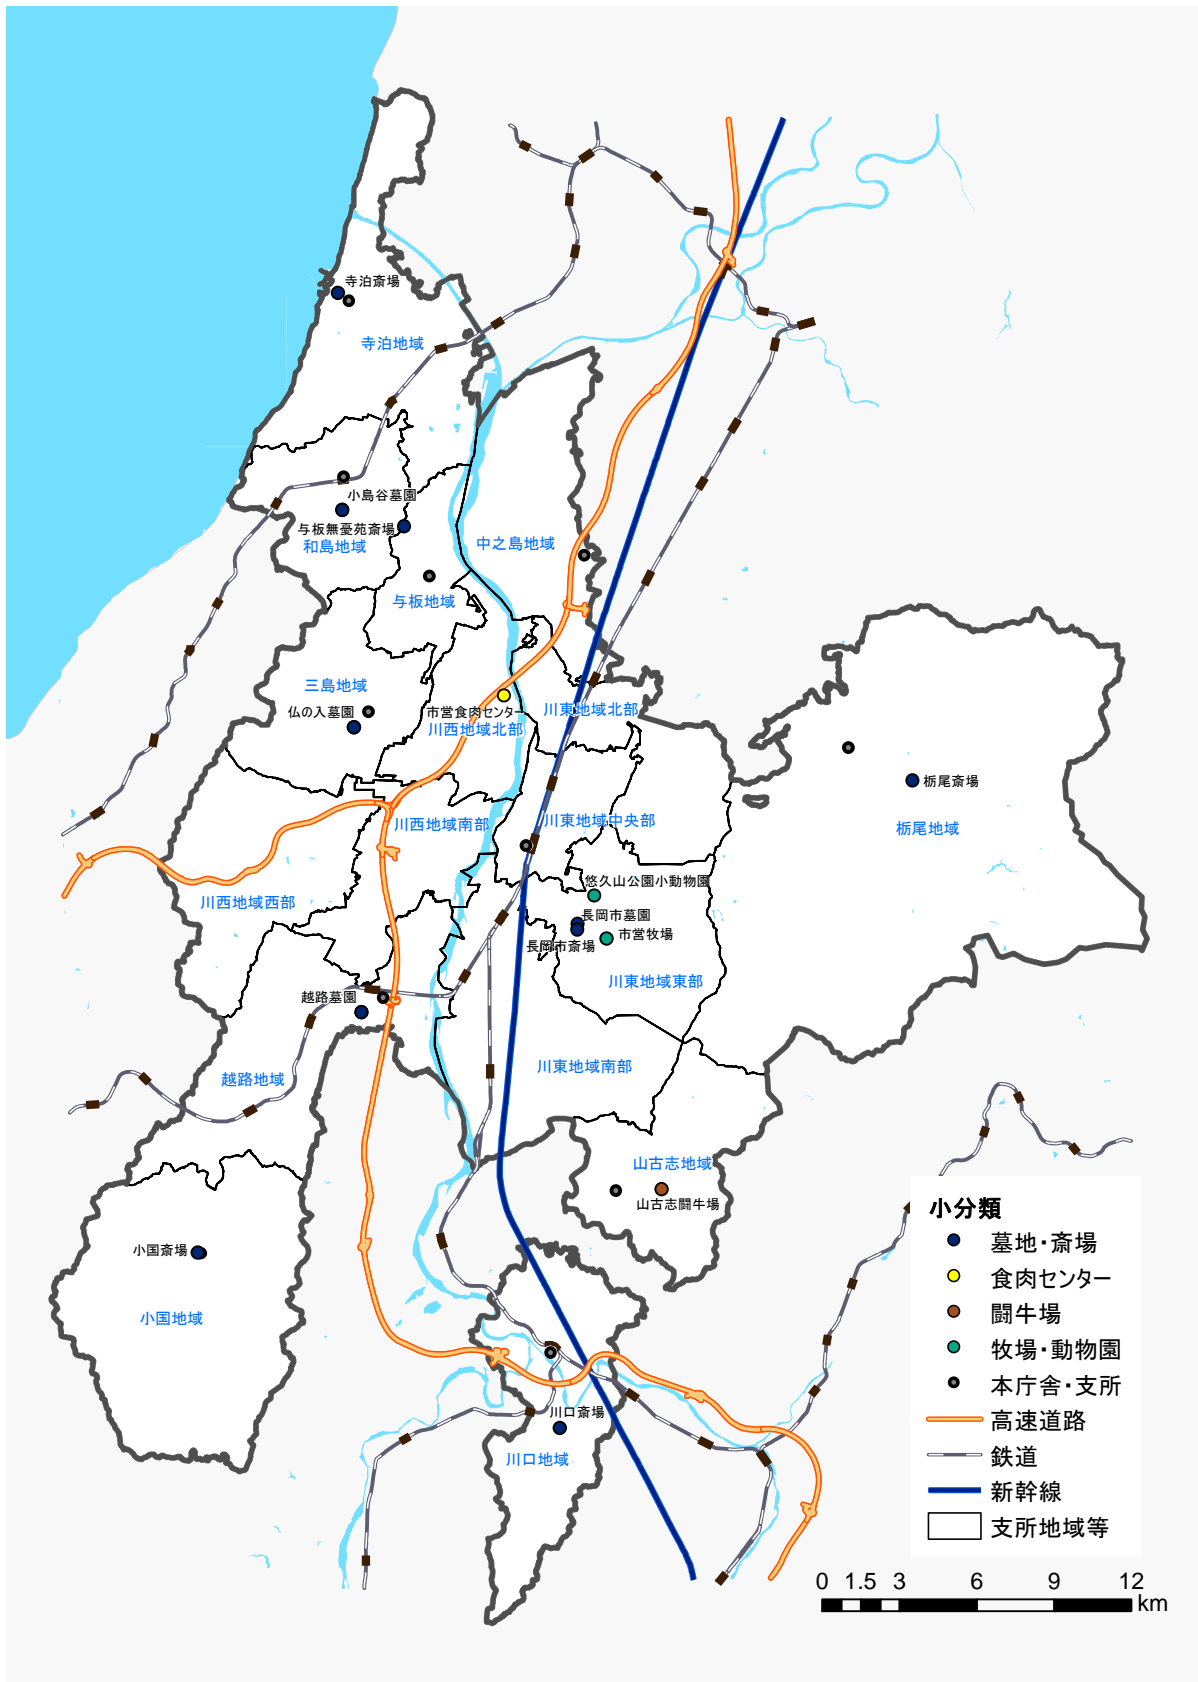 寺泊斎場
寺泊地域
小島谷墓園
与板無憂苑斎場
和島地域
中之島地域
与板地域
三島地域
仏の入墓園
市営食肉センター
川西地域北部
川東地域北部
栃尾斎場
栃尾地域
川西地域南部
川東地域中央部
悠久山公園小動物園
川西地域西部
長岡市墓園
市営牧場
長岡市斎場
川東地域東部
越路墓園
越路地域
川東地域南部
山古志地域
山古志闘牛場
小国斎場
小国地域
川口斎場
川口地域
小分類
墓地・斎場
食肉センター
闘牛場
牧場・動物園
本庁舎・支所
高速道路
鉄道
新幹線
支所地域等
0 1.5 3 6 9 12
km